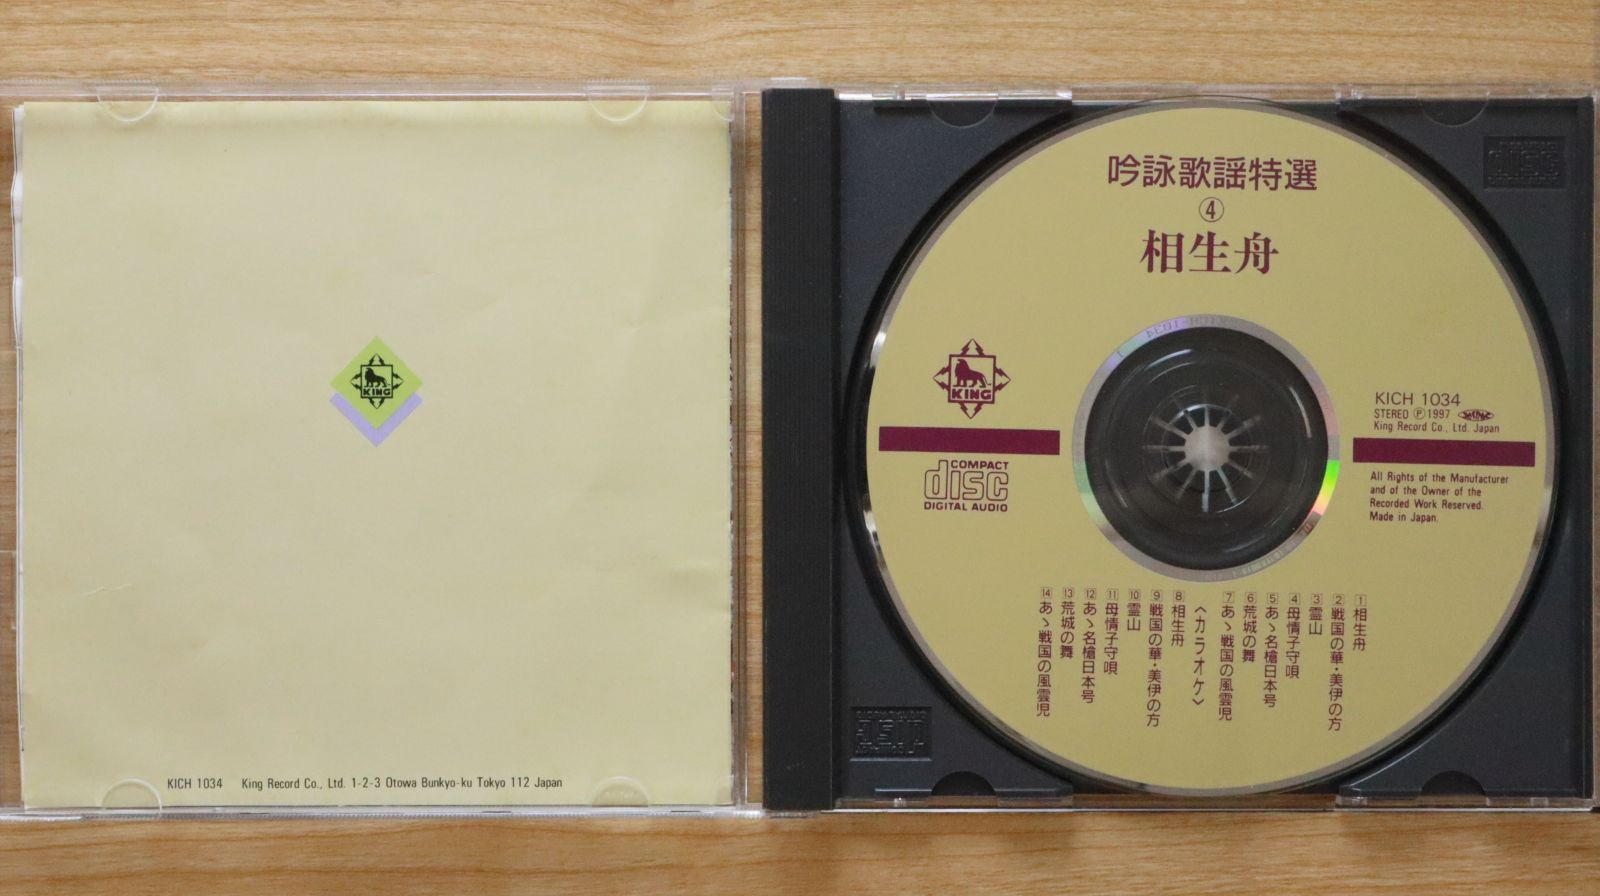 KING
KICH 1034 King Record Co., Ltd. 1-2-3 Otowa Bunkyo-ku Tokyo 112 Japan
吟詠歌謡特選
④
相生舟
KING
COMPACT
disc
DIGITAL AUDIO
KICH 1034
STEREO Ⓟ1997
King Record Co., Ltd. Japan
All Rights of the Manufacturer
and of the Owner of the
Recorded Work Reserved.
Made in Japan.
1 相生舟
2 戦国の華・美伊の方
3 霊山
4 母情子守唄
5 あゝ名槍日本号
6 荒城の舞
7 あゝ戦国の風雲児
〈カラオケ〉
8 相生舟
9 戦国の華・美伊の方
10 霊山
11 母情子守唄
12 あゝ名槍日本号
13 荒城の舞
14 あゝ戦国の風雲児